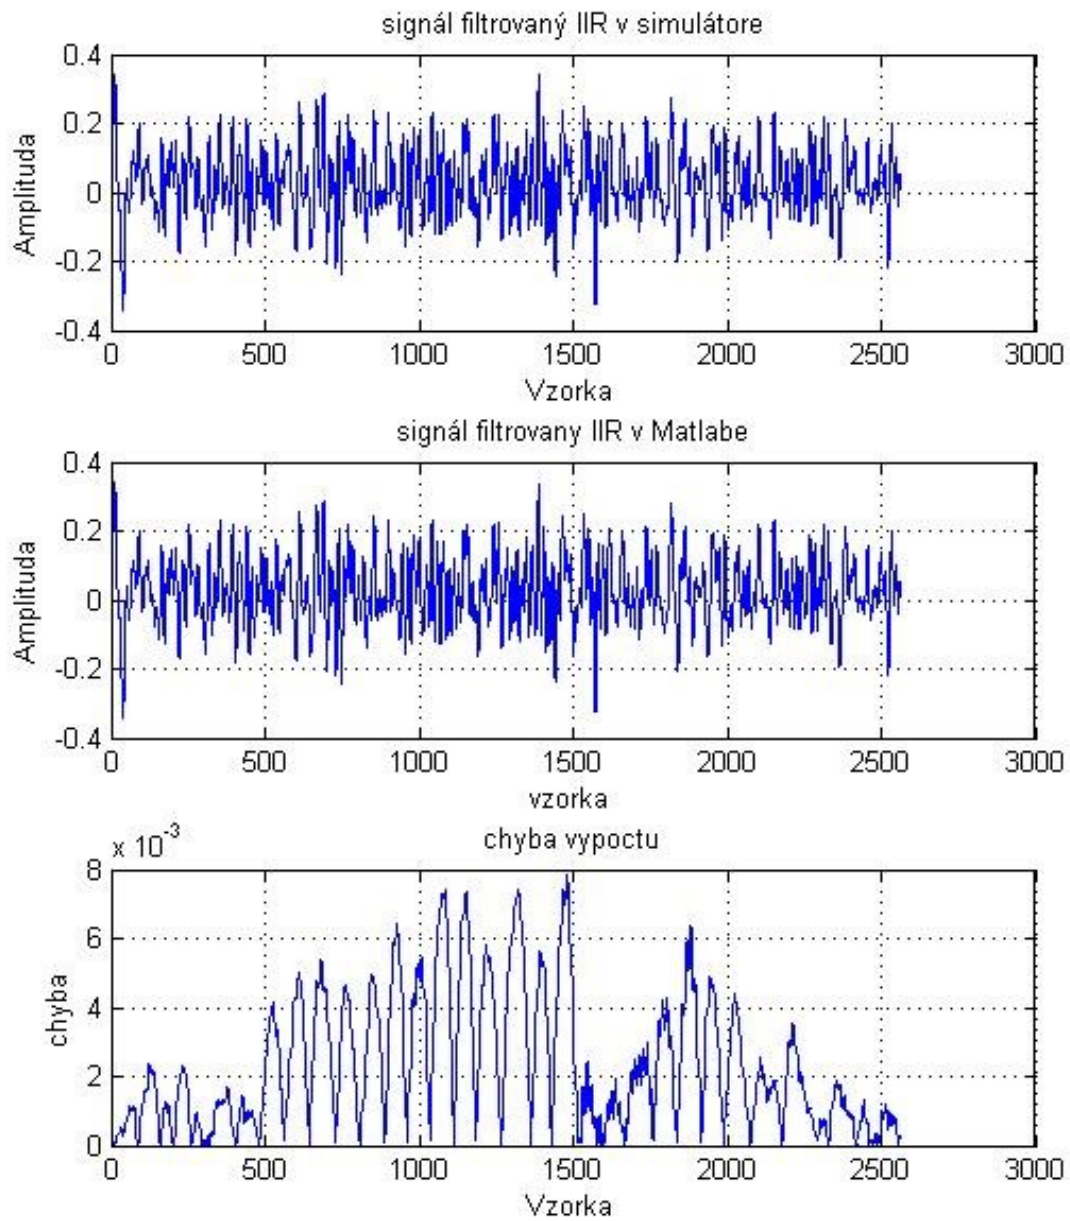 signál filtrovaný IIR v simulátore
0.4
0.2
0
-0.2
-0.4
Amplituda
0 500 1000 1500 2000 2500 3000
Vzorka
signál filtrovany IIR v Matlabe
0.4
0.2
0
-0.2
-0.4
Amplituda
0 500 1000 1500 2000 2500 3000
vzorka
x 10^-3
chyba vypoctu
8
6
4
2
0
chyba
0 500 1000 1500 2000 2500 3000
Vzorka